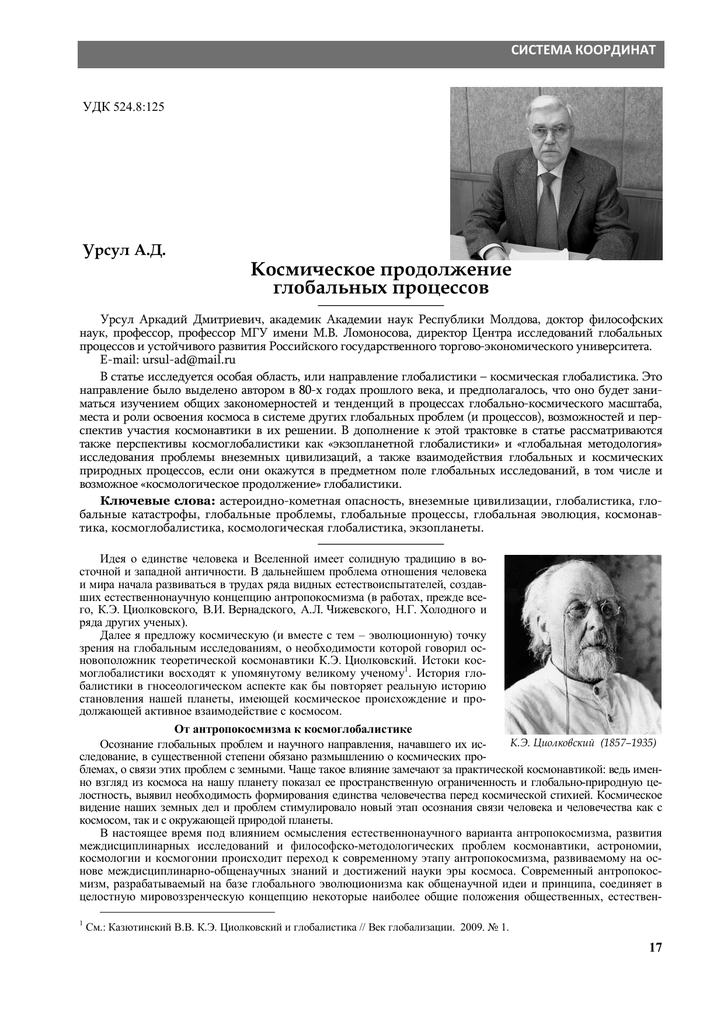 СИСТЕМА КООРДИНАТ
УДК 524.8:125
Урсул А.Д.
Космическое продолжение
глобальных процессов
Урсул Аркадий Дмитриевич, академик Академии наук Республики Молдова, доктор философских
наук, профессор, профессор МГУ имени М.В. Ломоносова, директор Центра исследований глобальных
процессов и устойчивого развития Российского государственного торгово-экономического университета.
E-mail: ursul-ad@mail.ru
В статье исследуется особая область, или направление глобалистики – космическая глобалистика. Это
направление было выделено автором в 80-х годах прошлого века, и предполагалось, что оно будет зани-
маться изучением общих закономерностей и тенденций в процессах глобально-космического масштаба,
места и роли освоения космоса в системе других глобальных проблем (и процессов), возможностей и пер-
спектив участия космонавтики в их решении. В дополнение к этой трактовке в статье рассматриваются
также перспективы космоглобалистики как «экзопланетной глобалистики» и «глобальная методология»
исследования проблемы внеземных цивилизаций, а также взаимодействия глобальных и космических
природных процессов, если они окажутся в предметном поле глобальных исследований, в том числе и
возможное «космологическое продолжение» глобалистики.
Ключевые слова: астероидно-кометная опасность, внеземные цивилизации, глобалистика, гло-
бальные катастрофы, глобальные проблемы, глобальные процессы, глобальная эволюция, космонав-
тика, космоглобалистика, космологическая глобалистика, экзопланеты.
Идея о единстве человека и Вселенной имеет солидную традицию в во-
сточной и западной античности. В дальнейшем проблема отношения человека
и мира начала развиваться в трудах ряда видных естествоиспытателей, создав-
ших естественнонаучную концепцию антропокосмизма (в работах, прежде все-
го, К.Э. Циолковского, В.И. Вернадского, А.Л. Чижевского, Н.Г. Холодного и
ряда других ученых).
Далее я предложу космическую (и вместе с тем – эволюционную) точку
зрения на глобальным исследованиям, о необходимости которой говорил ос-
новоположник теоретической космонавтики К.Э. Циолковский. Истоки кос-
моглобалистики восходят к упомянутому великому ученому1. История гло-
балистики в гносеологическом аспекте как бы повторяет реальную историю
становления нашей планеты, имеющей космическое происхождение и про-
должающей активное взаимодействие с космосом.
От антропокосмизма к космоглобалистике
Осознание глобальных проблем и научного направления, начавшего их ис-
следование, в существенной степени обязано размышлению о космических про-
К.Э. Циолковский (1857–1935)
блемах, о связи этих проблем с земными. Чаще такое влияние замечают за практической космонавтикой: ведь имен-
но взгляд из космоса на нашу планету показал ее пространственную ограниченность и глобально-природную це-
лостность, выявил необходимость формирования единства человечества перед космической стихией. Космическое
видение наших земных дел и проблем стимулировало новый этап осознания связи человека и человечества как с
космосом, так и с окружающей природой планеты.
В настоящее время под влиянием осмысления естественнонаучного варианта антропокосмизма, развития
междисциплинарных исследований и философско-методологических проблем космонавтики, астрономии,
космологии и космогонии происходит переход к современному этапу антропокосмизма, развиваемому на ос-
нове междисциплинарно-общенаучных знаний и достижений науки эры космоса. Современный антропокос-
мизм, разрабатываемый на базе глобального эволюционизма как общенаучной идеи и принципа, соединяет в
целостную мировоззренческую концепцию некоторые наиболее общие положения общественных, естествен-
1 См.: Казютинский В.В. К.Э. Циолковский и глобалистика // Век глобализации. 2009. № 1.
17